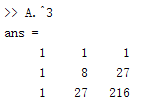 >> A.^3
ans =
1 1 1
1 8 27
1 27 216